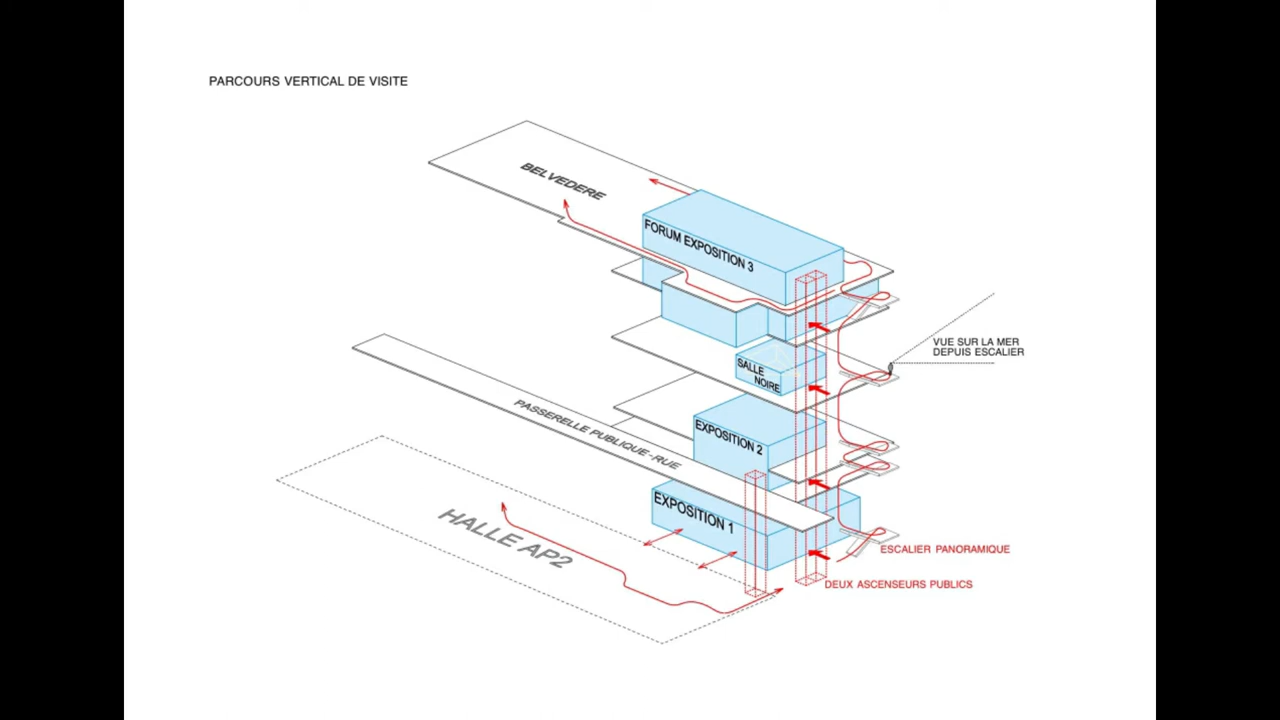 PARCOURS VERTICAL DE VISITE
BELVEDERE
FORUM EXPOSITION 3
VUE SUR LA MER
DEPUIS ESCALIER
SALLE
NOIRE
EXPOSITION 2
PASSERELLE PUBLIQUE -RUE
EXPOSITION 1
HALLE AP2
ESCALIER PANORAMIQUE
DEUX ASCENSEURS PUBLICS